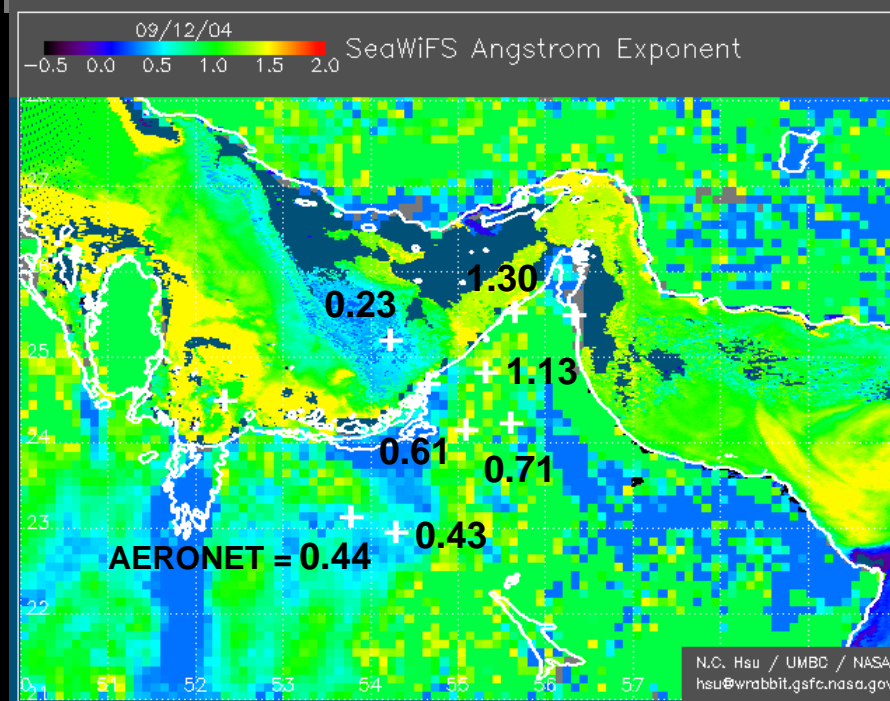 09/12/04
SeaWiFS Angstrom Exponent
-0.5 0.0 0.5 1.0 1.5 2.0
27
1.30
0.23
25
1.13
24
0.61
0.71
23
0.43
AERONET = 0.44
22
N.C. Hsu / UMBC / NASA
hsu@wrabbit.gsfc.nasa.gov
21
51 52 53 54 55 56 57